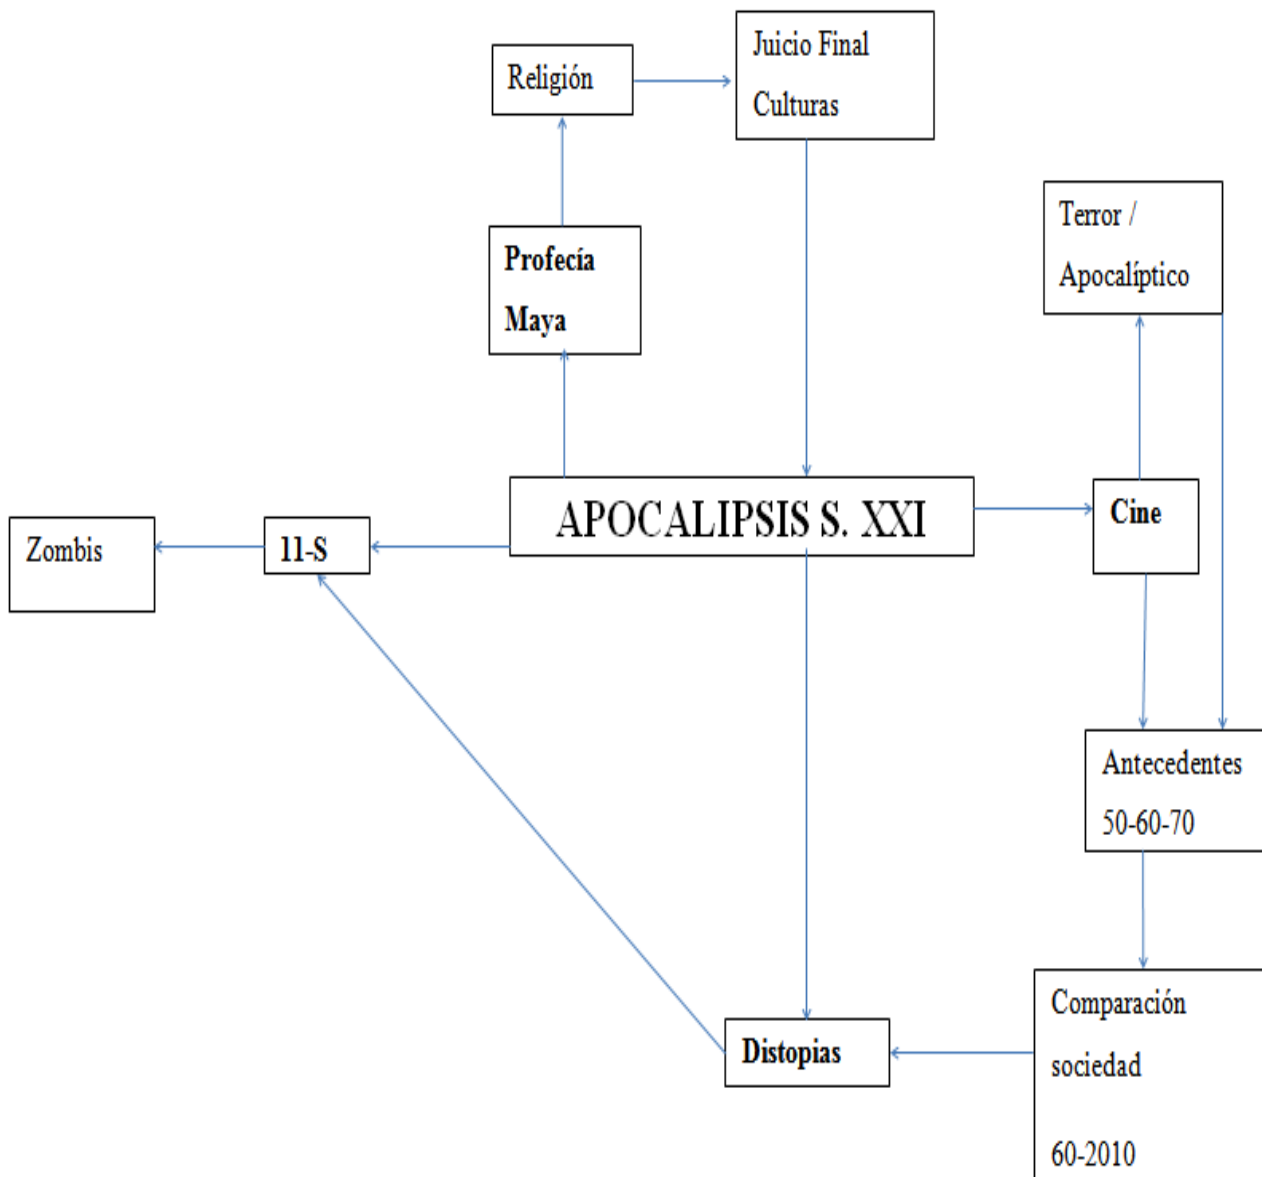 Juicio Final
Culturas
Religión
Terror /
Apocalíptico
Profecía
Maya
APOCALIPSIS S. XXI
Cine
Zombis
11-S
Antecedentes
50-60-70
Comparación
sociedad
60-2010
Distopias